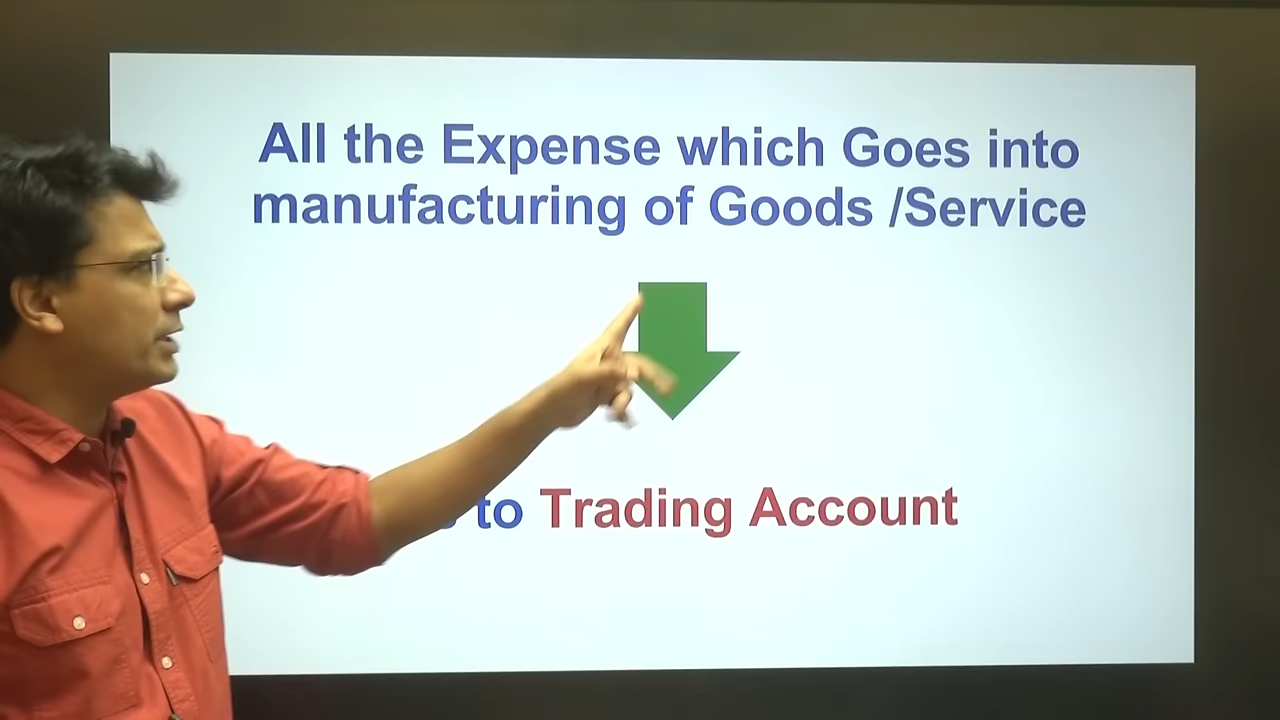 All the Expense which Goes into
manufacturing of Goods /Service
to Trading Account